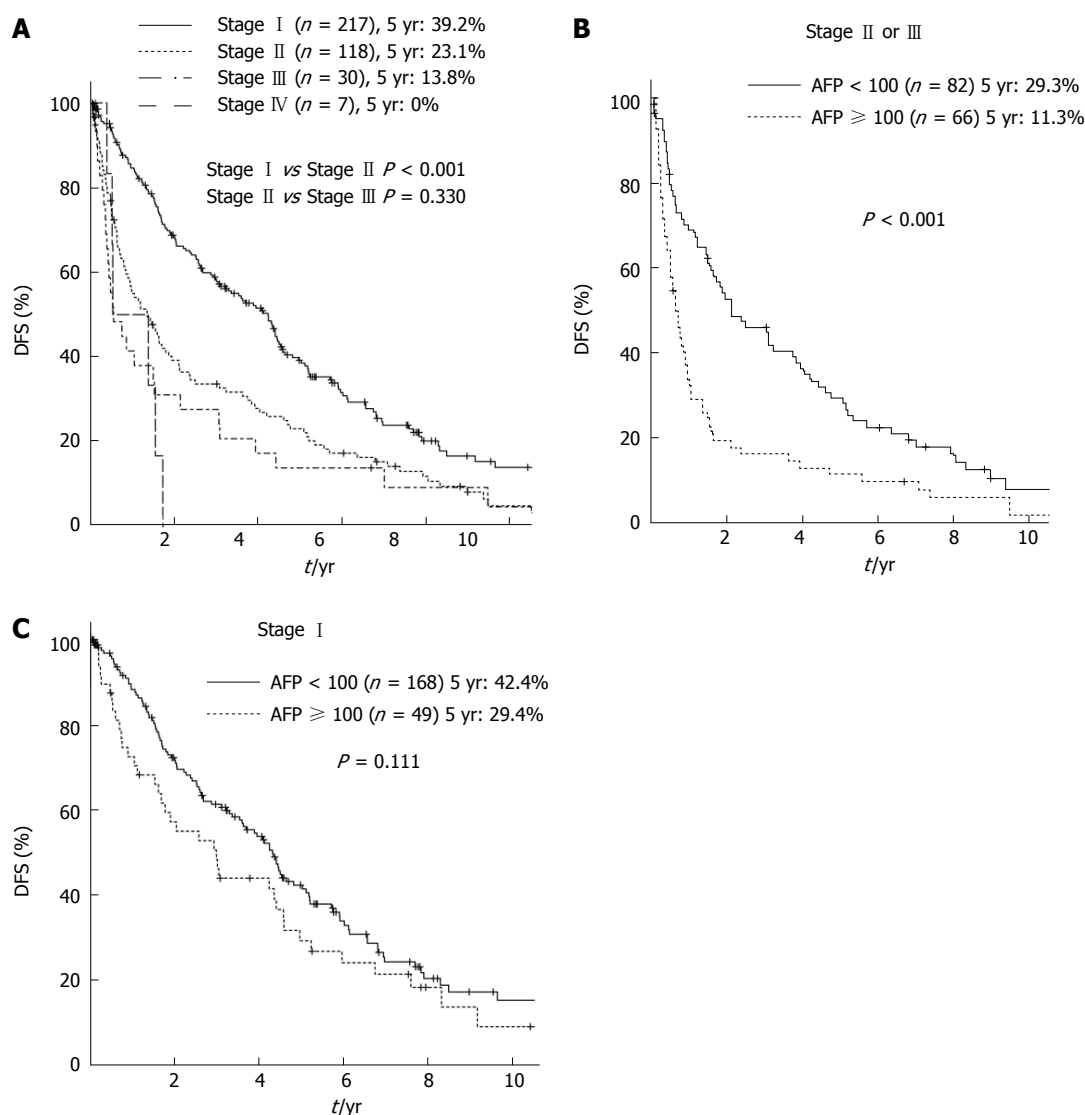 A
Stage Ⅰ (n = 217), 5 yr: 39.2%
Stage Ⅱ (n = 118), 5 yr: 23.1%
Stage Ⅲ (n = 30), 5 yr: 13.8%
Stage Ⅳ (n = 7), 5 yr: 0%
Stage Ⅰ vs Stage Ⅱ P < 0.001
Stage Ⅱ vs Stage Ⅲ P = 0.330
100
80
60
40
20
0
DFS (%)
2 4 6 8 10
t/yr
B
Stage Ⅱ or Ⅲ
AFP < 100 (n = 82) 5 yr: 29.3%
AFP ≥ 100 (n = 66) 5 yr: 11.3%
P < 0.001
100
80
60
40
20
0
DFS (%)
2 4 6 8 10
t/yr
C
Stage Ⅰ
AFP < 100 (n = 168) 5 yr: 42.4%
AFP ≥ 100 (n = 49) 5 yr: 29.4%
P = 0.111
100
80
60
40
20
0
DFS (%)
2 4 6 8 10
t/yr